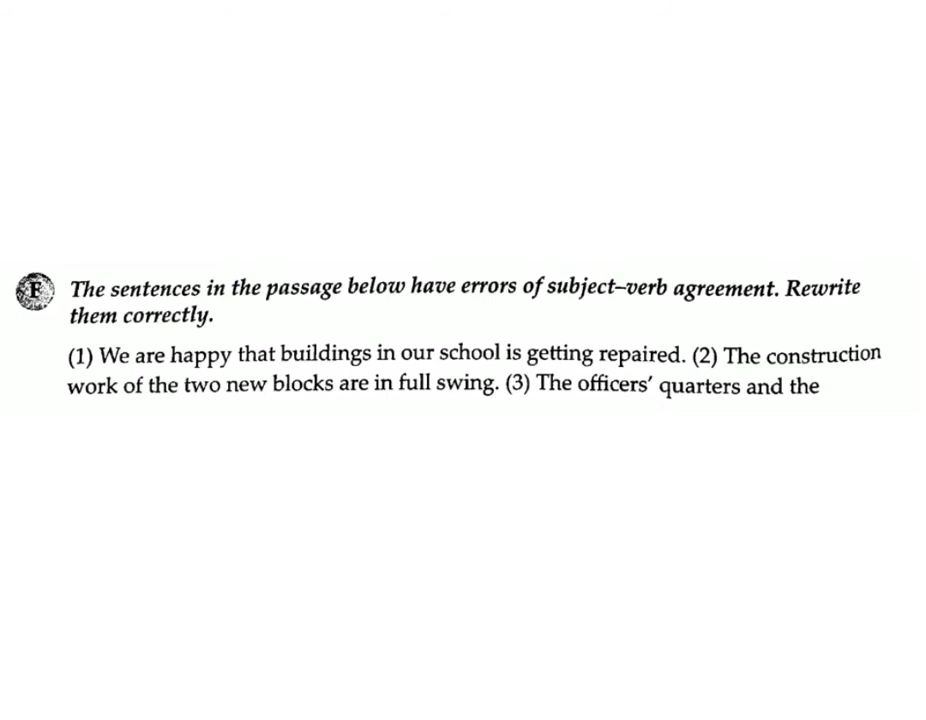 F The sentences in the passage below have errors of subject–verb agreement. Rewrite
them correctly.
(1) We are happy that buildings in our school is getting repaired. (2) The construction
work of the two new blocks are in full swing. (3) The officers’ quarters and the